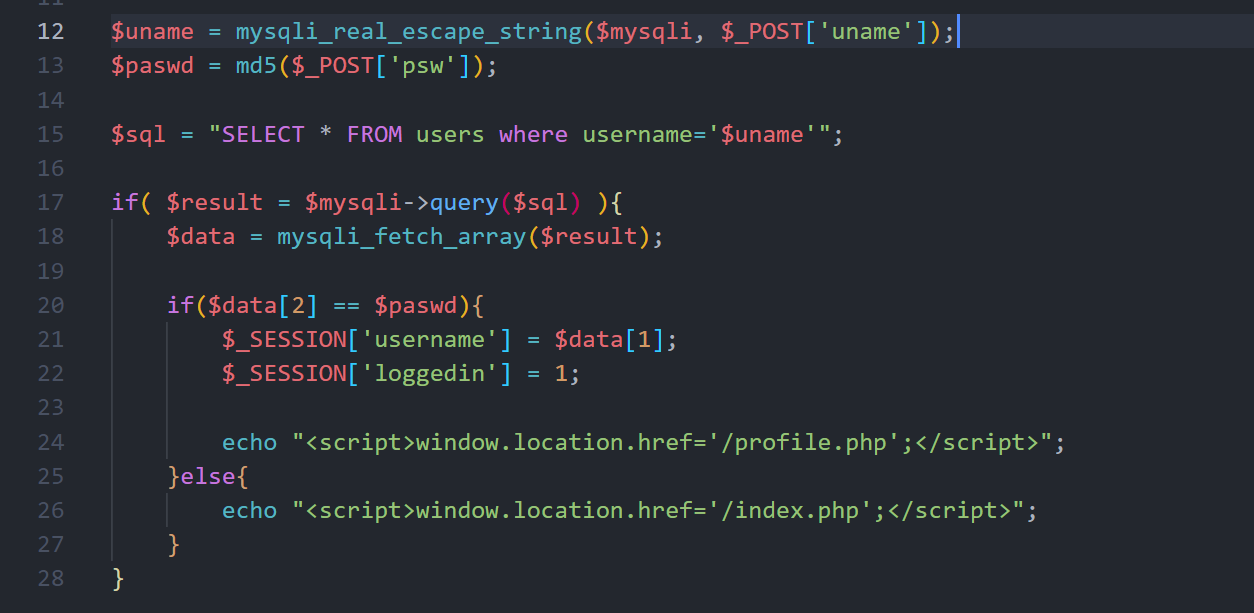 12 $uname = mysqli_real_escape_string($mysqli, $_POST['uname']);
13 $paswd = md5($_POST['psw']);
14
15 $sql = "SELECT * FROM users where username='$uname'";
16
17 if( $result = $mysqli->query($sql) ){
18     $data = mysqli_fetch_array($result);
19
20     if($data[2] == $paswd){
21         $_SESSION['username'] = $data[1];
22         $_SESSION['loggedin'] = 1;
23
24         echo "<script>window.location.href='/profile.php';</script>";
25     }else{
26         echo "<script>window.location.href='/index.php';</script>";
27     }
28 }